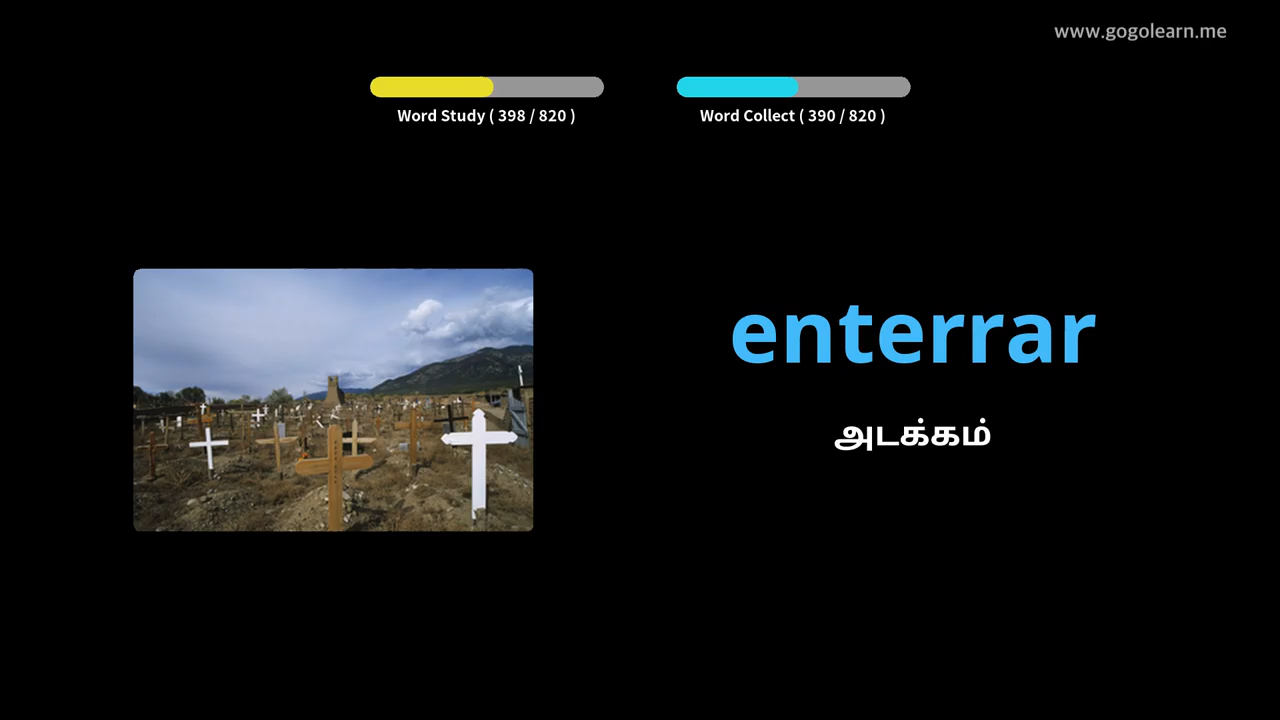 www.gogolearn.me
Word Study ( 398 / 820 )
Word Collect ( 390 / 820 )
enterrar
அடக்கம்